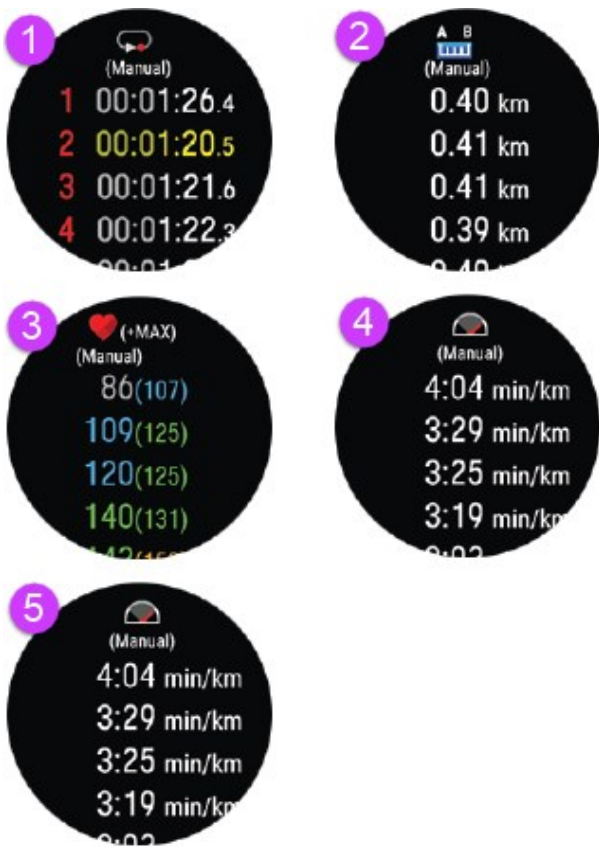 1
(Manual)
1 00:01:26.4
2 00:01:20.5
3 00:01:21.6
4 00:01:22.3
2
A B
(Manual)
0.40 km
0.41 km
0.41 km
0.39 km
3
(+MAX)
(Manual)
86(107)
109(125)
120(125)
140(131)
4
(Manual)
4:04 min/km
3:29 min/km
3:25 min/km
3:19 min/km
5
(Manual)
4:04 min/km
3:29 min/km
3:25 min/km
3:19 min/km